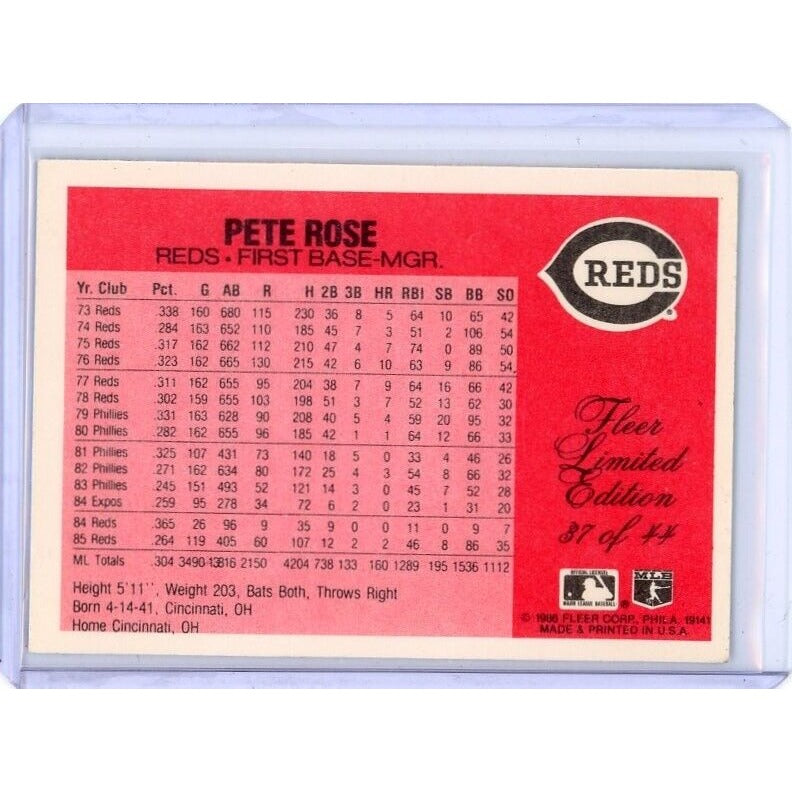 PETE ROSE
REDS • FIRST BASE-MGR.
REDS
Yr. Club Pct. G AB R H 2B 3B HR RBI SB BB SO
73 Reds .338 160 680 115 230 36 8 5 64 10 65 42
74 Reds .284 163 652 110 185 45 7 3 51 2 106 54
75 Reds .317 162 662 112 210 47 4 7 74 0 89 50
76 Reds .323 162 665 130 215 42 6 10 63 9 86 54
77 Reds .311 162 655 95 204 38 7 9 64 16 66 42
78 Reds .302 159 655 103 198 51 3 7 52 13 62 30
79 Phillies .331 163 628 90 208 40 5 4 59 20 95 32
80 Phillies .282 162 655 96 185 42 1 1 64 12 66 33
81 Phillies .325 107 431 73 140 18 5 0 33 4 46 26
82 Phillies .271 162 634 80 172 25 4 3 54 8 66 32
83 Phillies .245 151 493 52 121 14 3 0 45 7 52 28
84 Expos .259 95 278 34 72 6 2 0 23 1 31 20
84 Reds .365 26 96 9 35 9 0 0 11 0 9 7
85 Reds .264 119 405 60 107 12 2 2 46 8 86 35
ML Totals .304 3490 13816 2150 4204 738 133 160 1289 195 1536 1112
Height 5'11'', Weight 203, Bats Both, Throws Right
Born 4-14-41, Cincinnati, OH
Home Cincinnati, OH
Fleer
Limited
Edition
37 of 44
OFFICIAL LICENSEE
MAJOR LEAGUE BASEBALL
®
MLB
© 1986 FLEER CORP., PHILA. 19141
MADE & PRINTED IN U.S.A.